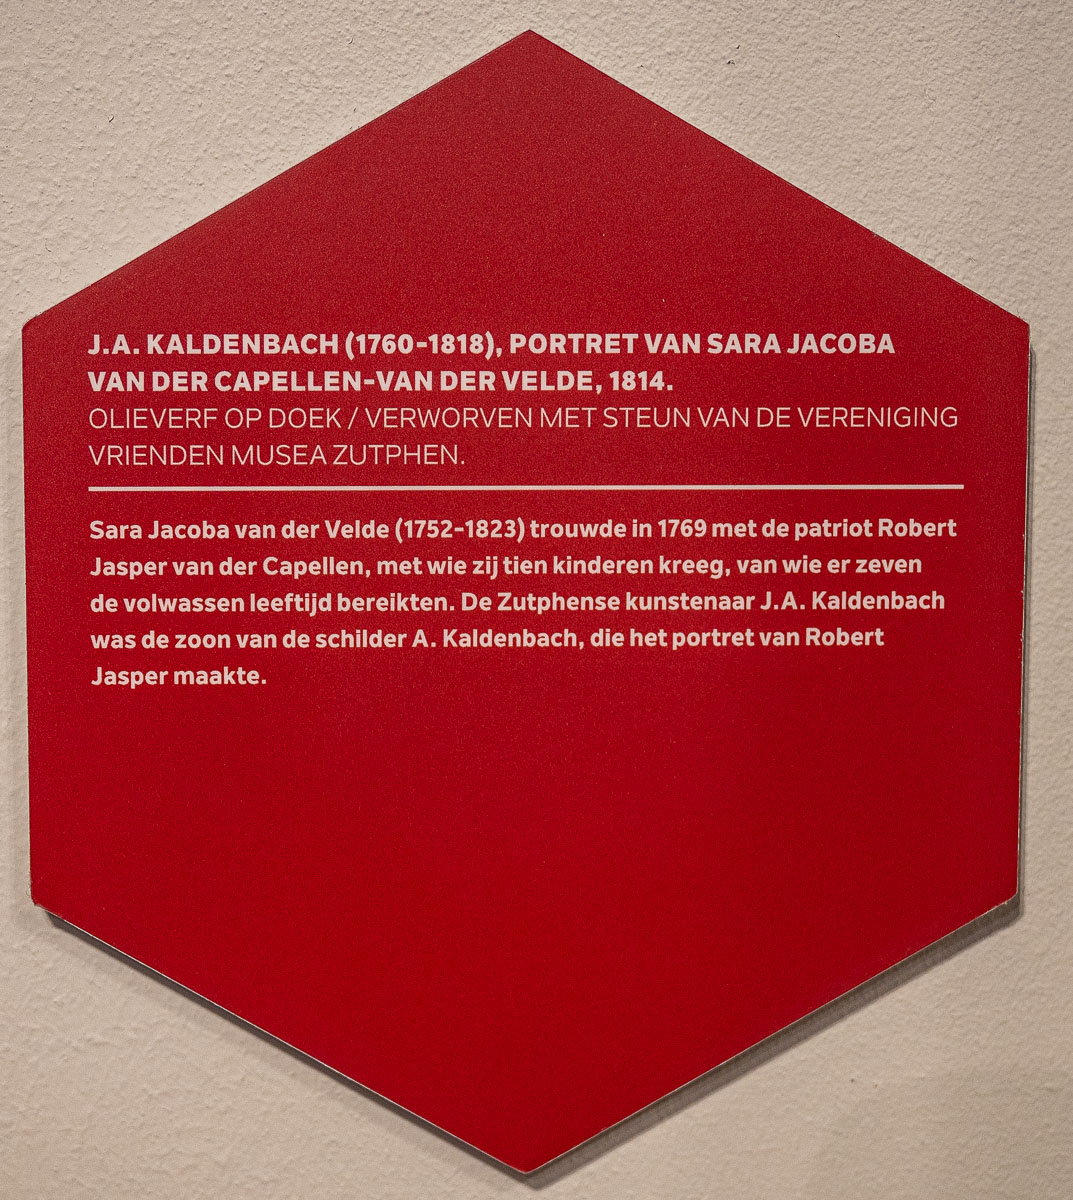 J.A. KALDENBACH (1760-1818), PORTRET VAN SARA JACOBA
VAN DER CAPELLEN-VAN DER VELDE, 1814.
OLIEVERF OP DOEK / VERWORVEN MET STEUN VAN DE VERENIGING
VRIENDEN MUSEA ZUTPHEN.
Sara Jacoba van der Velde (1752-1823) trouwde in 1769 met de patriot Robert
Jasper van der Capellen, met wie zij tien kinderen kreeg, van wie er zeven
de volwassen leeftijd bereikten. De Zutphense kunstenaar J.A. Kaldenbach
was de zoon van de schilder A. Kaldenbach, die het portret van Robert
Jasper maakte.